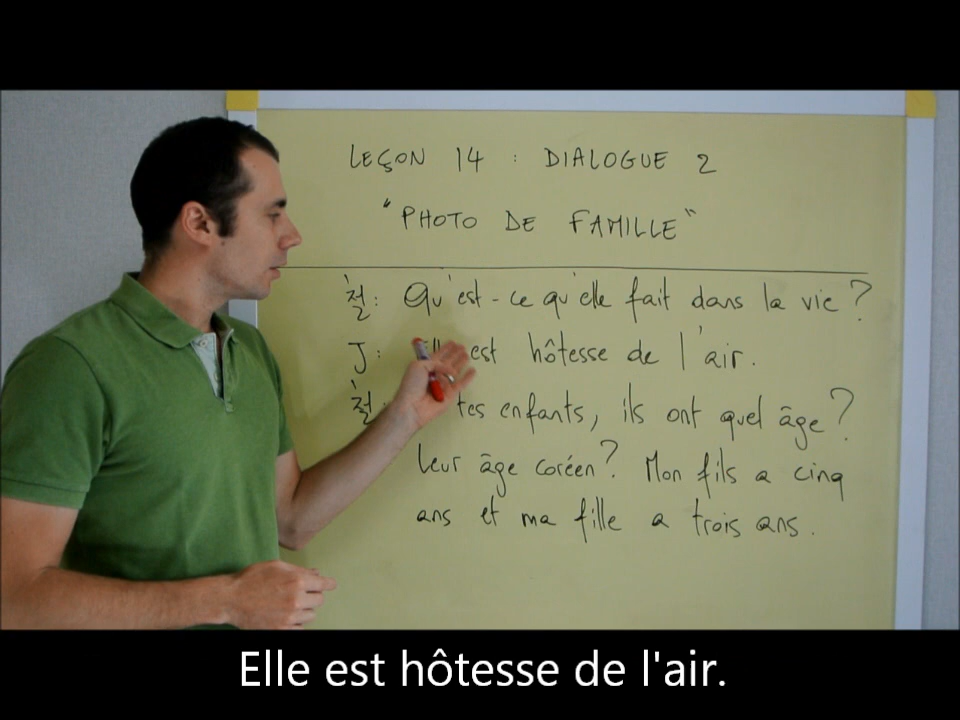 LEÇON 14 : DIALOGUE 2
"PHOTO DE FAMILLE"
철: Qu'est-ce qu'elle fait dans la vie ?
J: Elle est hôtesse de l'air.
철: tes enfants, ils ont quel âge ?
Leur âge coréen ? Mon fils a cinq
ans et ma fille a trois ans.
Elle est hôtesse de l'air.